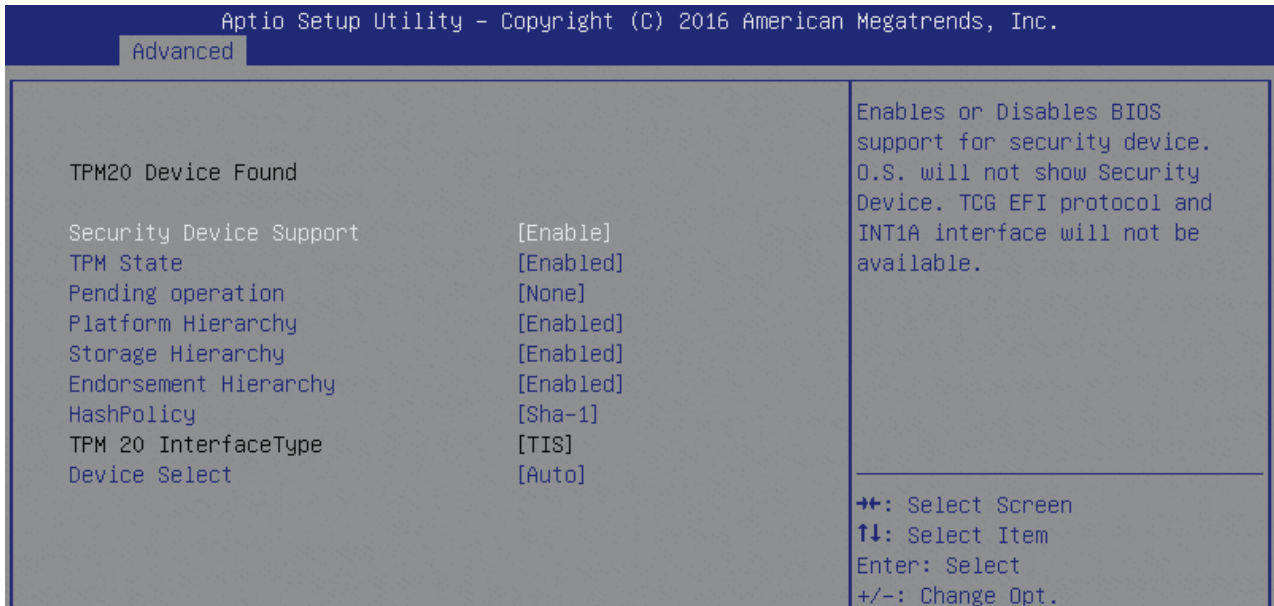 Aptio Setup Utility – Copyright (C) 2016 American Megatrends, Inc.
Advanced
TPM20 Device Found
Security Device Support [Enable]
TPM State [Enabled]
Pending operation [None]
Platform Hierarchy [Enabled]
Storage Hierarchy [Enabled]
Endorsement Hierarchy [Enabled]
HashPolicy [Sha-1]
TPM 20 InterfaceType [TIS]
Device Select [Auto]
Enables or Disables BIOS
support for security device.
O.S. will not show Security
Device. TCG EFI protocol and
INT1A interface will not be
available.
→←: Select Screen
↑↓: Select Item
Enter: Select
+/-: Change Opt.